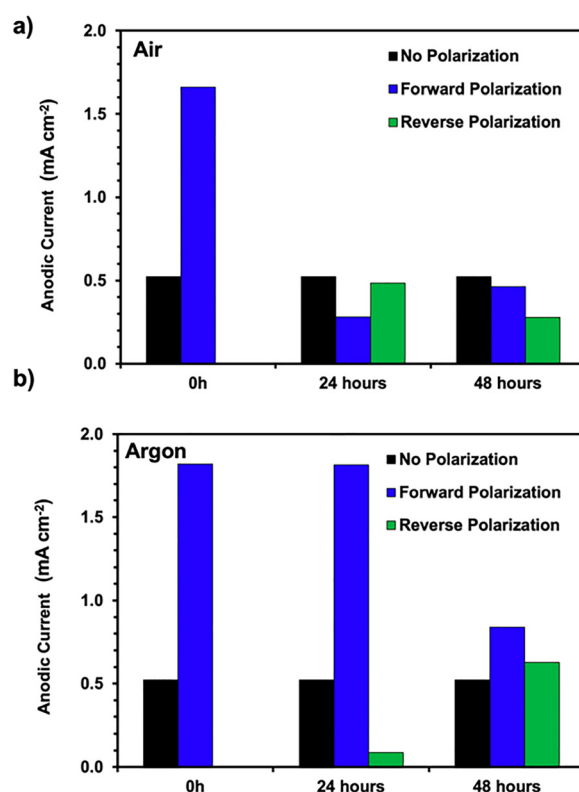 a)
Air
No Polarization
Forward Polarization
Reverse Polarization
Anodic Current (mA cm-2)
2.0
1.5
1.0
0.5
0.0
0h
24 hours
48 hours
b)
Argon
No Polarization
Forward Polarization
Reverse Polarization
Anodic Current (mA cm-2)
2.0
1.5
1.0
0.5
0.0
0h
24 hours
48 hours